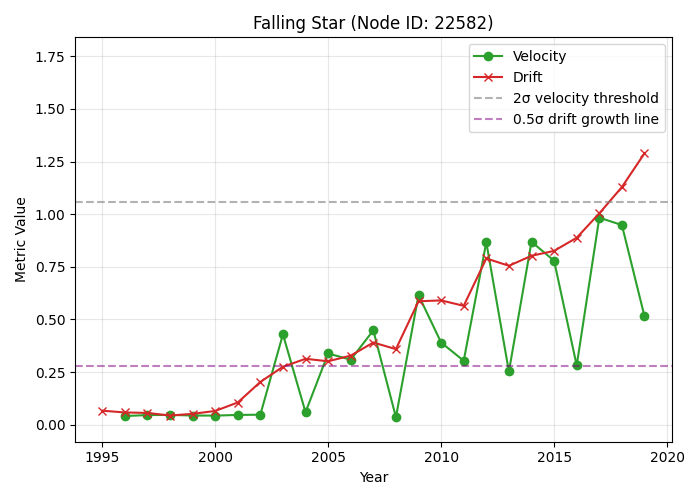 Falling Star (Node ID: 22582)
Velocity
Drift
2σ velocity threshold
0.5σ drift growth line
Metric Value
1.75
1.50
1.25
1.00
0.75
0.50
0.25
0.00
1995
2000
2005
2010
2015
2020
Year